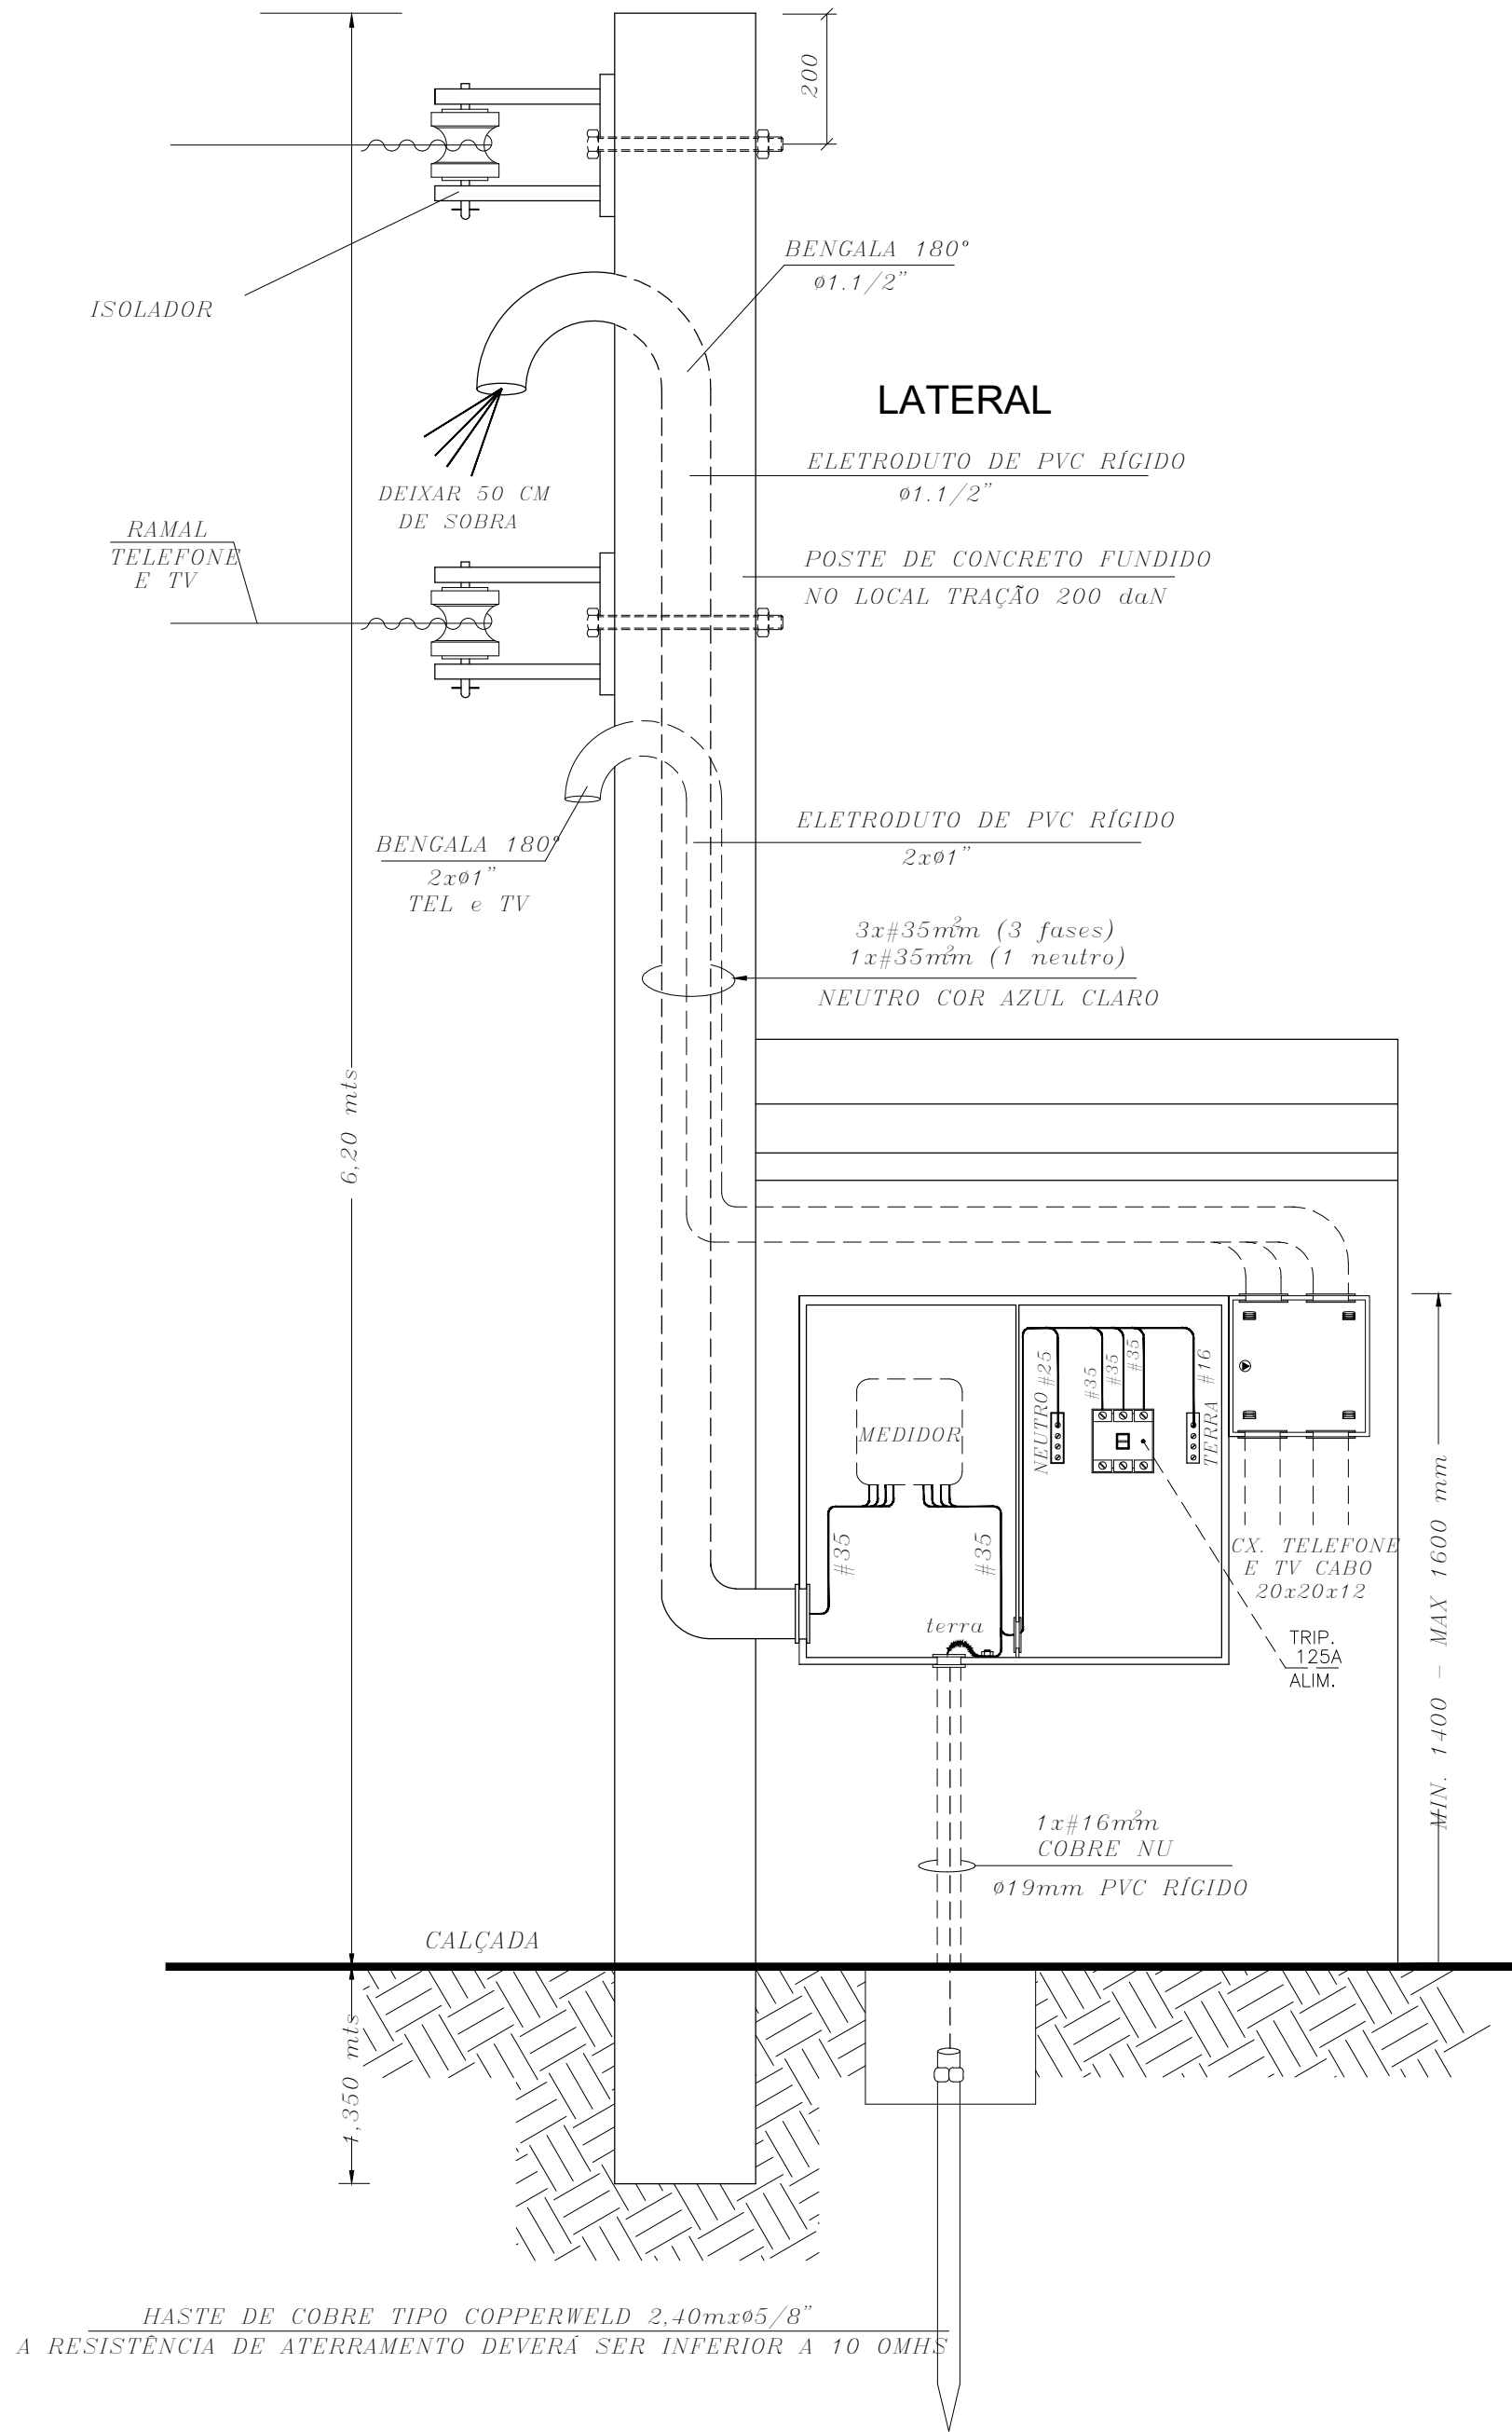 200
BENGALA 180°
ø1.1/2"
ISOLADOR
LATERAL
ELETRODUTO DE PVC RÍGIDO
ø1.1/2"
DEIXAR 50 CM
DE SOBRA
RAMAL
TELEFONE
E TV
POSTE DE CONCRETO FUNDIDO
NO LOCAL TRAÇÃO 200 daN
ELETRODUTO DE PVC RÍGIDO
2xø1"
BENGALA 180°
2xø1"
TEL e TV
3x#35mm² (3 fases)
1x#35mm² (1 neutro)
NEUTRO COR AZUL CLARO
6,20 mts
NEUTRO #25
#35
#35
#35
TERRA #16
MEDIDOR
#35
#35
terra
CX. TELEFONE
E TV CABO
20x20x12
TRIP.
125A
ALIM.
MIN. 1400 - MAX 1600 mm
1x#16mm²
COBRE NU
ø19mm PVC RÍGIDO
CALÇADA
1,350 mts
HASTE DE COBRE TIPO COPPERWELD 2,40mxø5/8"
A RESISTÊNCIA DE ATERRAMENTO DEVERÁ SER INFERIOR A 10 OMHS